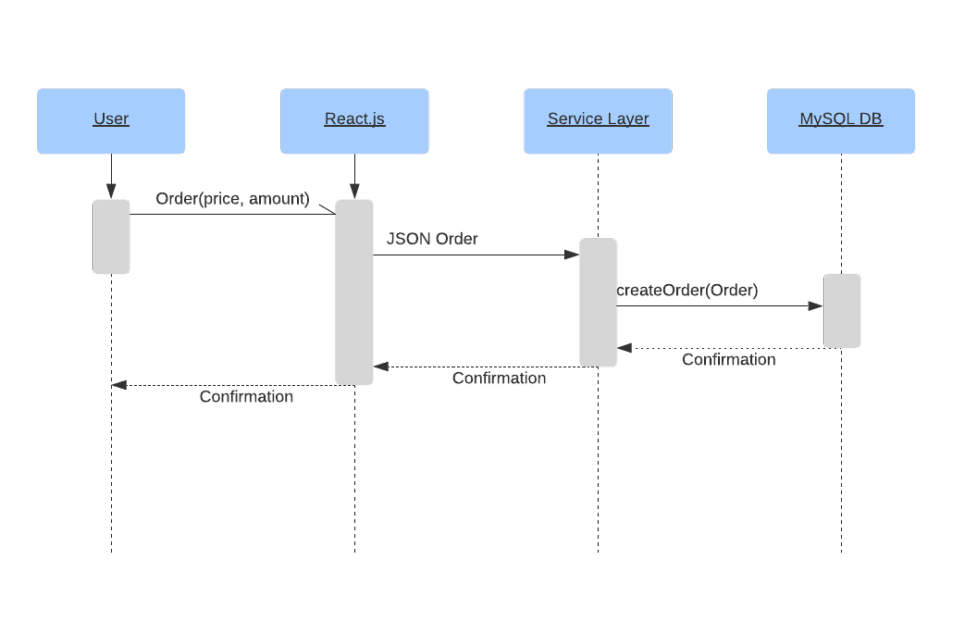 User
React.js
Service Layer
MySQL DB
Order(price, amount)
JSON Order
createOrder(Order)
Confirmation
Confirmation
Confirmation